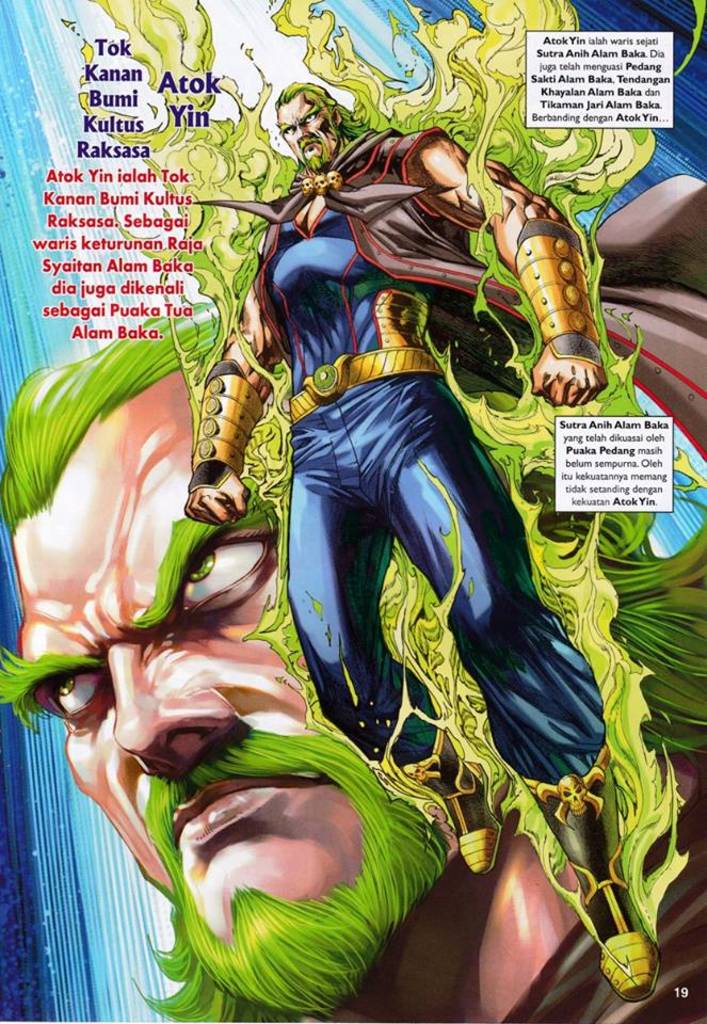 Tok
Kanan
Bumi
Kultus
Raksasa
Atok
Yin
Atok Yin ialah Tok
Kanan Bumi Kultus
Raksasa. Sebagai
waris keturunan Raja
Syaitan Alam Baka
dia juga dikenali
sebagai Puaka Tua
Alam Baka.
Atok Yin ialah waris sejati
Sutra Anih Alam Baka. Dia
juga telah menguasi Pedang
Sakti Alam Baka, Tendangan
Khayalan Alam Baka dan
Tikaman Jari Alam Baka.
Berbanding dengan Atok Yin...
Sutra Anih Alam Baka
yang telah dikuasai oleh
Puaka Pedang masih
belum sempurna. Oleh
itu kekuatannya memang
tidak setanding dengan
kekuatan Atok Yin.
19